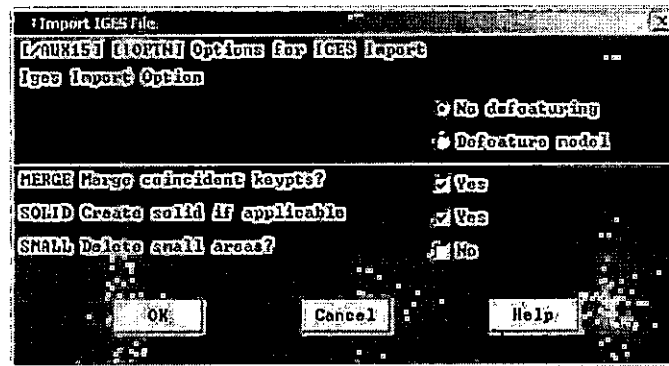 Import IGES File
[/AUX15] [IOPTN] Options for IGES Import
Iges Import Option
No defeaturing
Defeature model
MERGE Merge coincident keypts?
Yes
SOLID Create solid if applicable
Yes
SMALL Delete small areas?
No
OK
Cancel
Help